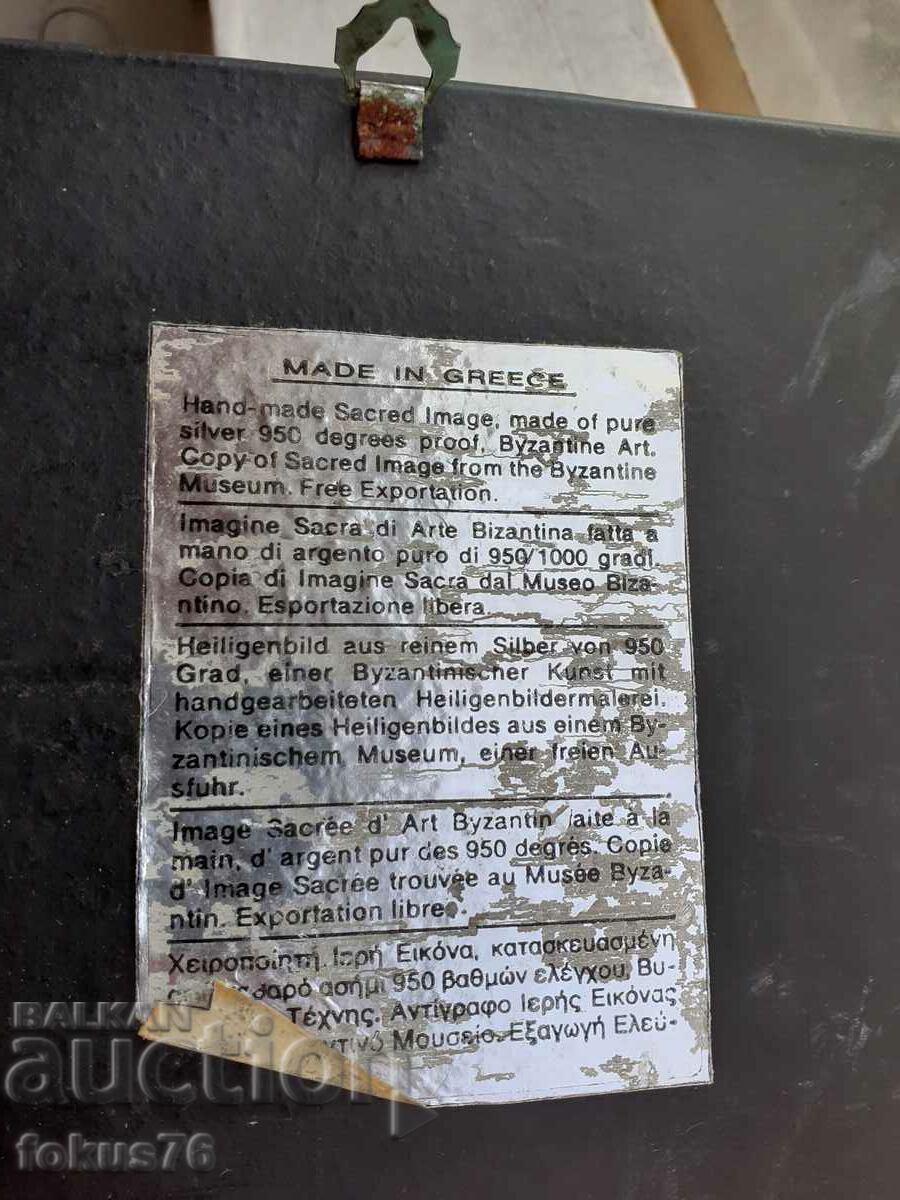 MADE IN GREECE
Hand-made Sacred Image, made of pure
silver 950 degrees proof, Byzantine Art.
Copy of Sacred Image from the Byzantine
Museum. Free Exportation.
Imagine Sacra di Arte Bizantina fatta a
mano di argento puro di 950/1000 gradi.
Copia di Imagine Sacra dal Museo Biza-
ntino. Esportazione libera.
Heiligenbild aus reinem Silber von 950
Grad, einer Byzantinischer Kunst mit
handgearbeiteten Heiligenbildermalerei.
Kopie eines Heiligenbildes aus einem By-
zantinischem Museum, einer freien Au-
sfuhr.
Image Sacrée d' Art Byzantin faite à la
main, d' argent pur des 950 degrés. Copie
d' Image Sacrée trouvée au Musée Byza-
ntin. Exportation libre.
Χειροποίητη Ιερή Εικόνα, κατασκευασμένη
ασήμι 950 βαθμών ελέγχου, Βυ-
Τέχνης. Αντίγραφο Ιερής Εικόνας
Μουσείο Εξαγωγή Ελεύ-
BALKAN
auction
fokus76